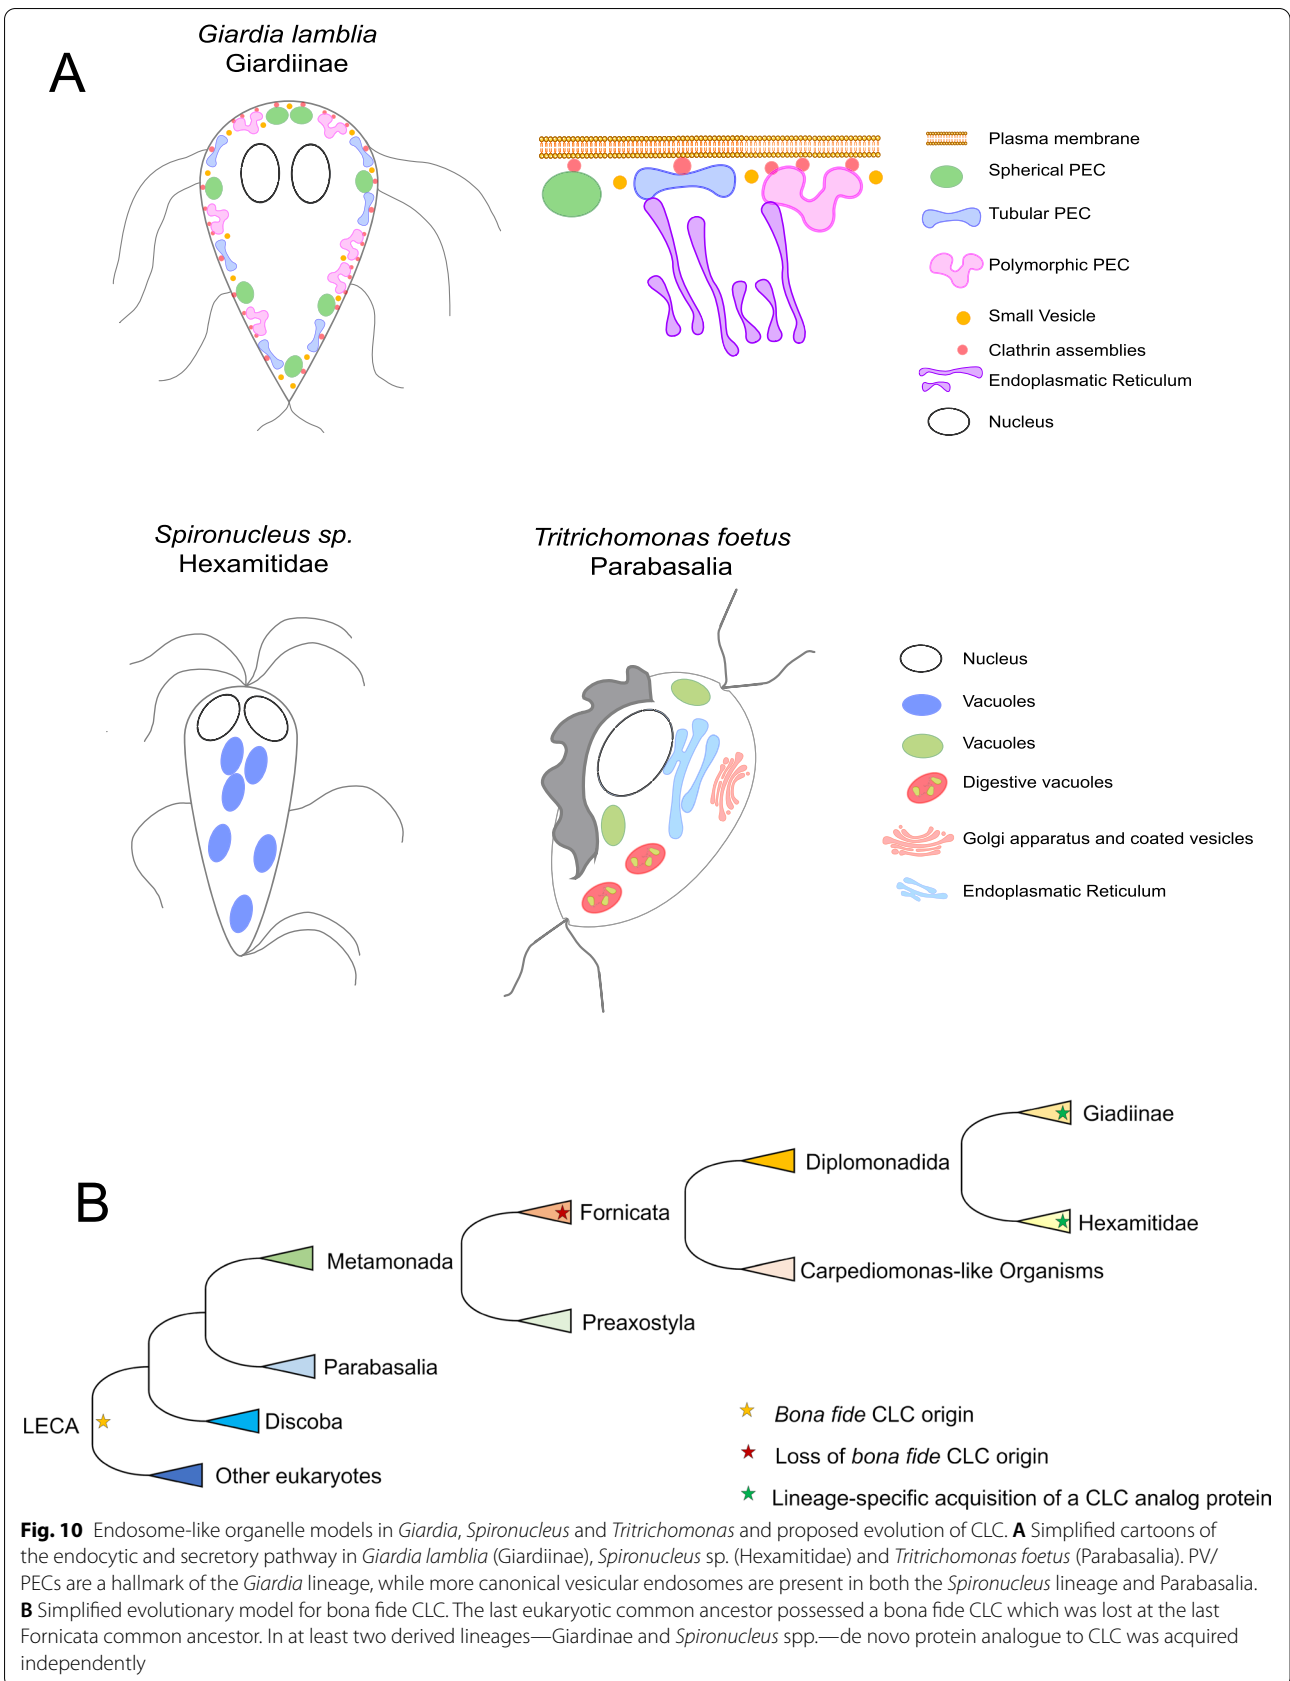 Giardia lamblia
Giardiinae
A
Plasma membrane
Spherical PEC
Tubular PEC
Polymorphic PEC
Small Vesicle
Clathrin assemblies
Endoplasmatic Reticulum
Nucleus
Spironucleus sp.
Hexamitidae
Tritrichomonas foetus
Parabasalia
Nucleus
Vacuoles
Vacuoles
Digestive vacuoles
Golgi apparatus and coated vesicles
Endoplasmatic Reticulum
B
Giadiinae
Diplomonadida
Fornicata
Hexamitidae
Metamonada
Carpediomonas-like Organisms
Preaxostyla
Parabasalia
LECA
Discoba
Other eukaryotes
Bona fide CLC origin
Loss of bona fide CLC origin
Lineage-specific acquisition of a CLC analog protein
Fig. 10 Endosome-like organelle models in Giardia, Spironucleus and Tritrichomonas and proposed evolution of CLC. A Simplified cartoons of
the endocytic and secretory pathway in Giardia lamblia (Giardiinae), Spironucleus sp. (Hexamitidae) and Tritrichomonas foetus (Parabasalia). PV/
PECs are a hallmark of the Giardia lineage, while more canonical vesicular endosomes are present in both the Spironucleus lineage and Parabasalia.
B Simplified evolutionary model for bona fide CLC. The last eukaryotic common ancestor possessed a bona fide CLC which was lost at the last
Fornicata common ancestor. In at least two derived lineages—Giardinae and Spironucleus spp.—de novo protein analogue to CLC was acquired
independently